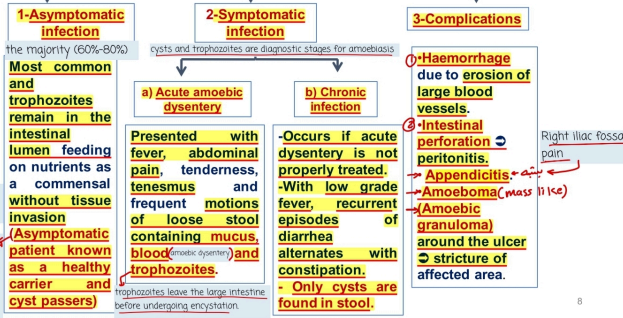 1-Asymptomatic
infection
the majority (60%-80%)
Most common
and
trophozoites
remain in the
intestinal
lumen feeding
on nutrients as
a commensal
without tissue
invasion
(Asymptomatic
patient known
as a healthy
carrier and
cyst passers)
2-Symptomatic
infection
cysts and trophozoites are diagnostic stages for amoebiasis
a) Acute amoebic
dysentery
Presented with
fever, abdominal
pain, tenderness,
tenesmus and
frequent motions
of loose stool
containing mucus,
blood(amoebic dysentery)and
trophozoites.
trophozoites leave the large intestine
before undergoing encystation
b) Chronic
infection
-Occurs if acute
dysentery is not
properly treated.
-With low grade
fever, recurrent
episodes of
diarrhea
alternates with
constipation.
- Only cysts are
found in stool.
3-Complications
① •Haemorrhage
due to erosion of
large blood
vessels.
② •Intestinal
perforation ➲
peritonitis.
Appendicitis.
Right iliac fossa
pain
Amoeboma (mass like)
(Amoebic
granuloma)
around the ulcer
➲ stricture of
affected area.
8